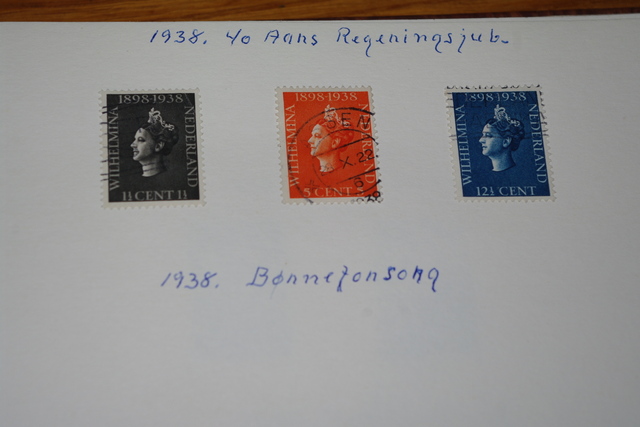 1938. 40 Aars Regeringsjub.
1898-1938
WILHELMINA
NEDERLAND
1½ CENT 1½
1898-1938
WILHELMINA
NEDERLAND
5 CENT
1898-1938
WILHELMINA
NEDERLAND
12½ CENT
1938. Børneforsorg